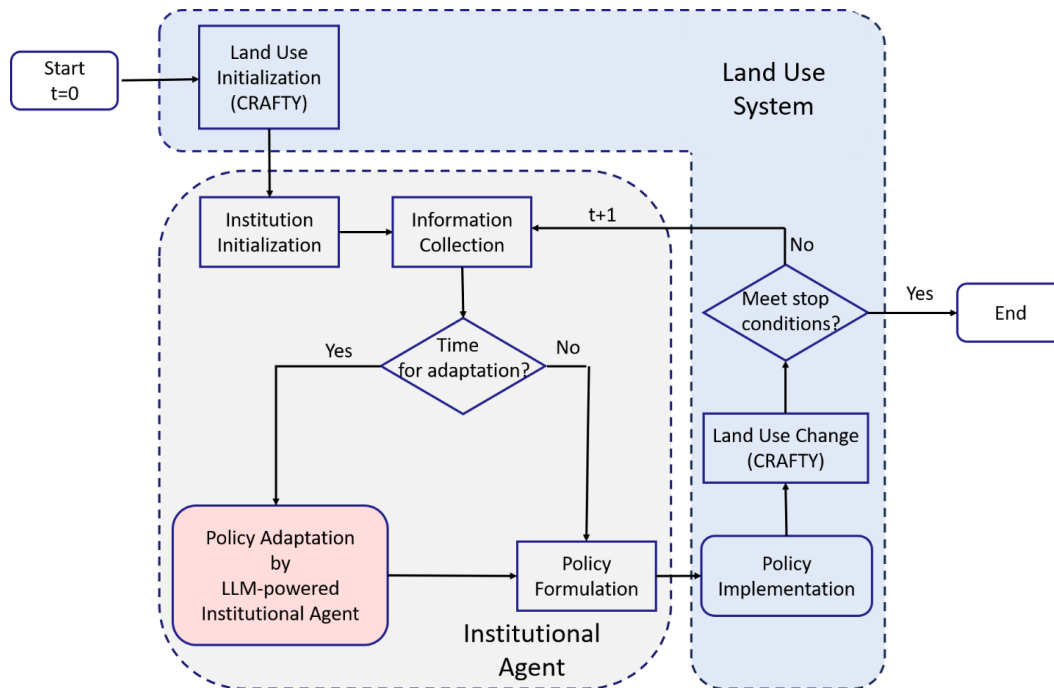 Start
t=0
Land Use
Initialization
(CRAFTY)
Land Use
System
Institution
Initialization
Information
Collection
t+1
No
Meet stop
conditions?
Yes
End
Yes
Time
for adaptation?
No
Land Use Change
(CRAFTY)
Policy Adaptation
by
LLM-powered
Institutional Agent
Policy
Formulation
Policy
Implementation
Institutional
Agent